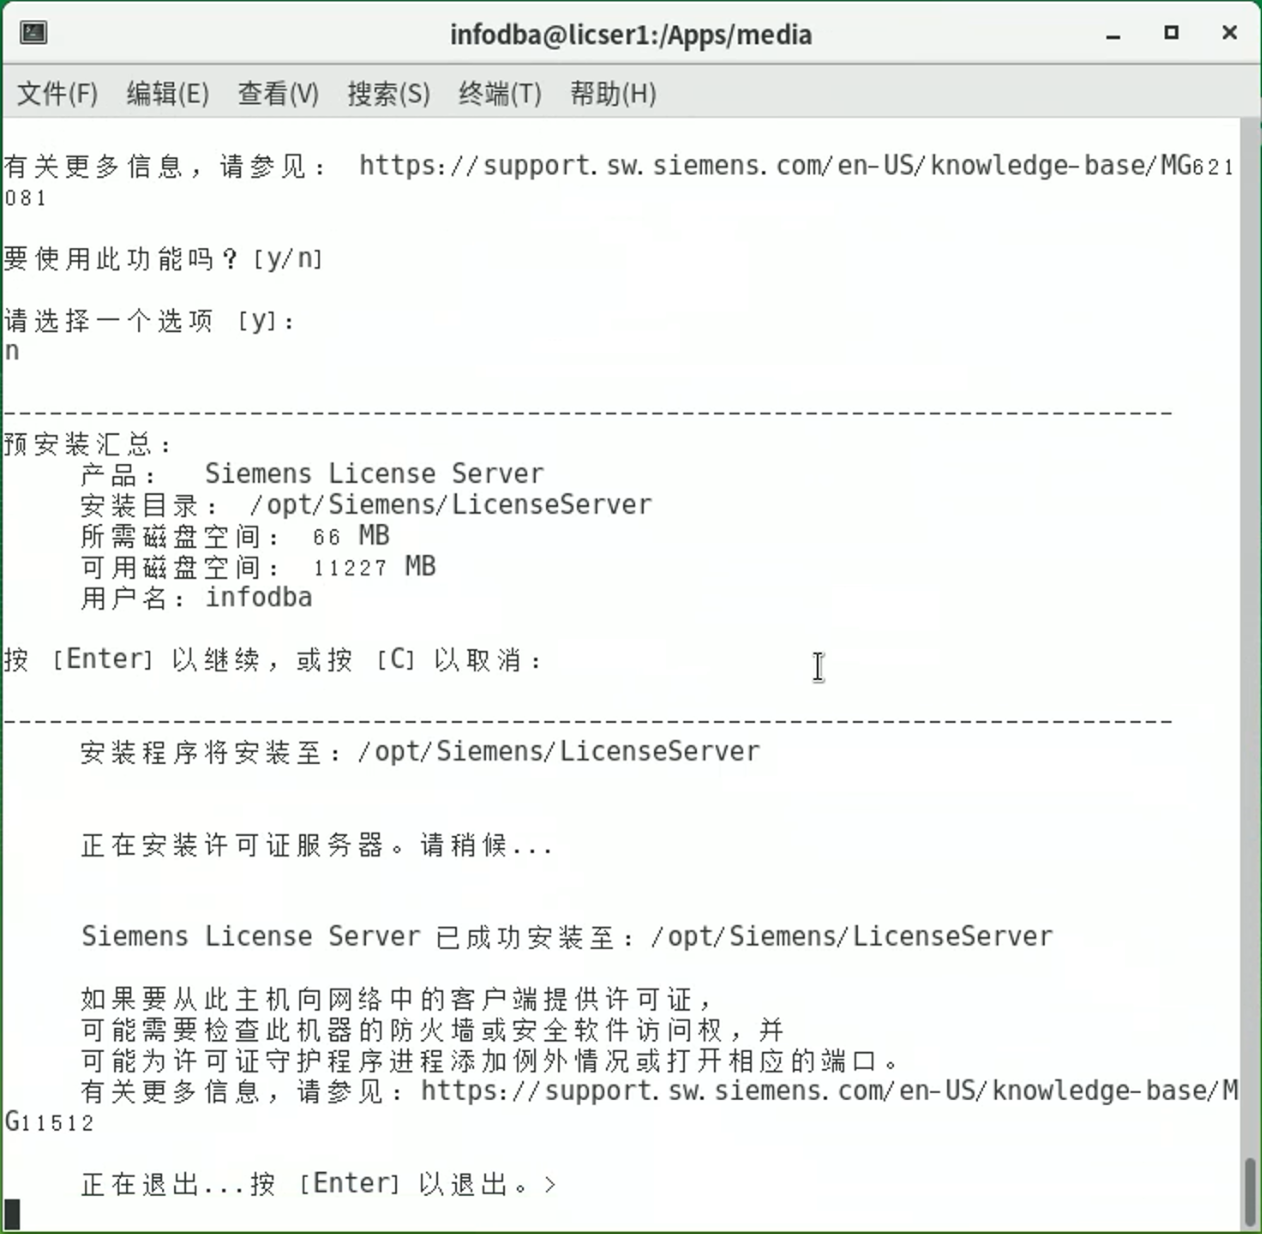 infodba@licser1:/Apps/media
文件(F) 编辑(E) 查看(V) 搜索(S) 终端(T) 帮助(H)
有关更多信息，请参见： https://support.sw.siemens.com/en-US/knowledge-base/MG621
081
要使用此功能吗？[y/n]
请选择一个选项 [y]:
n
----------------------------------------------------------------------------
预安装汇总：
产品： Siemens License Server
安装目录： /opt/Siemens/LicenseServer
所需磁盘空间： 66 MB
可用磁盘空间： 11227 MB
用户名：infodba
按 [Enter] 以继续，或按 [C] 以取消：
----------------------------------------------------------------------------
安装程序将安装至：/opt/Siemens/LicenseServer
正在安装许可证服务器。请稍候...
Siemens License Server 已成功安装至：/opt/Siemens/LicenseServer
如果要从此主机向网络中的客户端提供许可证，
可能需要检查此机器的防火墙或安全软件访问权，并
可能为许可证守护程序进程添加例外情况或打开相应的端口。
有关更多信息，请参见：https://support.sw.siemens.com/en-US/knowledge-base/M
G11512
正在退出...按 [Enter] 以退出。>